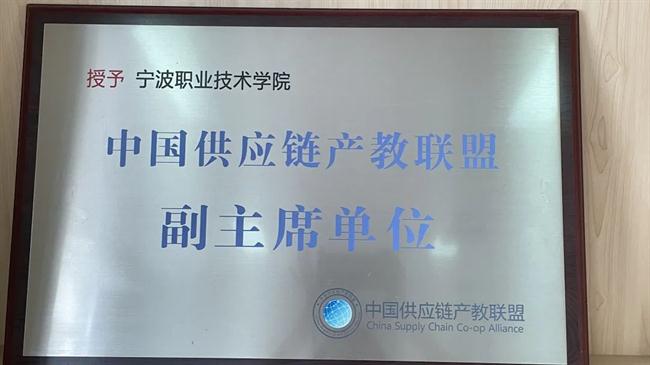 授予 宁波职业技术学院
中国供应链产教联盟
副主席单位
中国供应链产教联盟
China Supply Chain Co-op Alliance